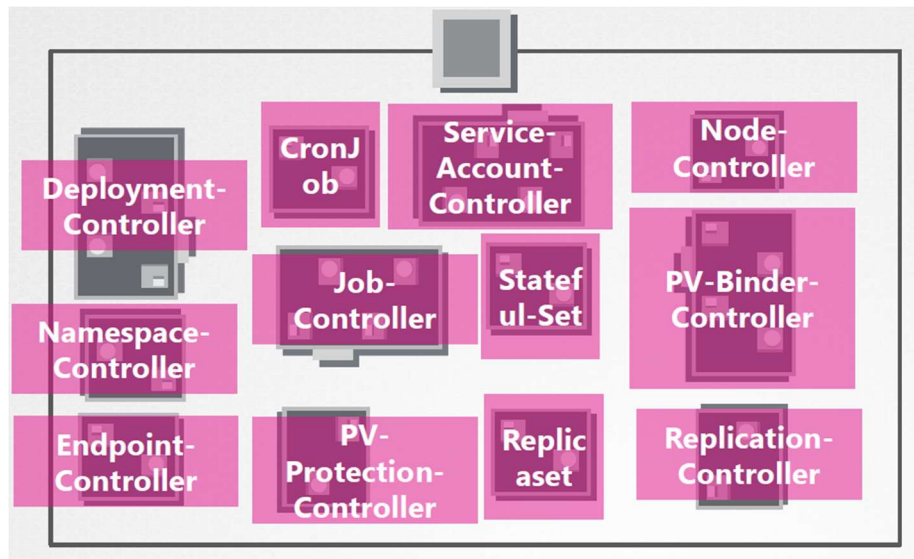 Deployment-
Controller
CronJ
ob
Service-
Account-
Controller
Node-
Controller
Namespace-
Controller
Job-
Controller
Statef
ul-Set
PV-Binder-
Controller
Endpoint-
Controller
PV-
Protection-
Controller
Replic
aset
Replication-
Controller